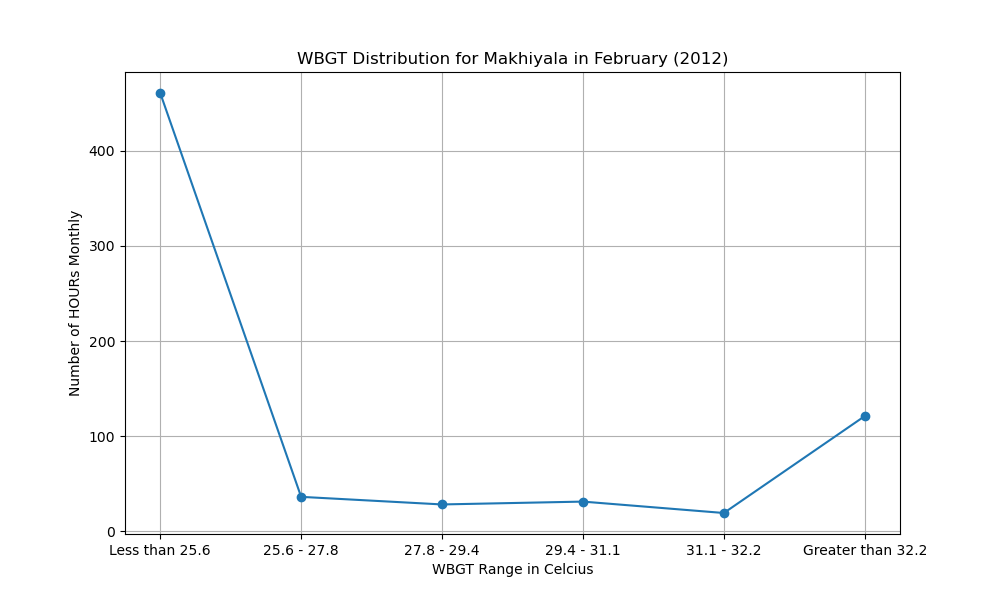 WBGT Distribution for Makhiyala in February (2012)
Number of HOURs Monthly
400
300
200
100
0
Less than 25.6
25.6 - 27.8
27.8 - 29.4
29.4 - 31.1
31.1 - 32.2
Greater than 32.2
WBGT Range in Celcius